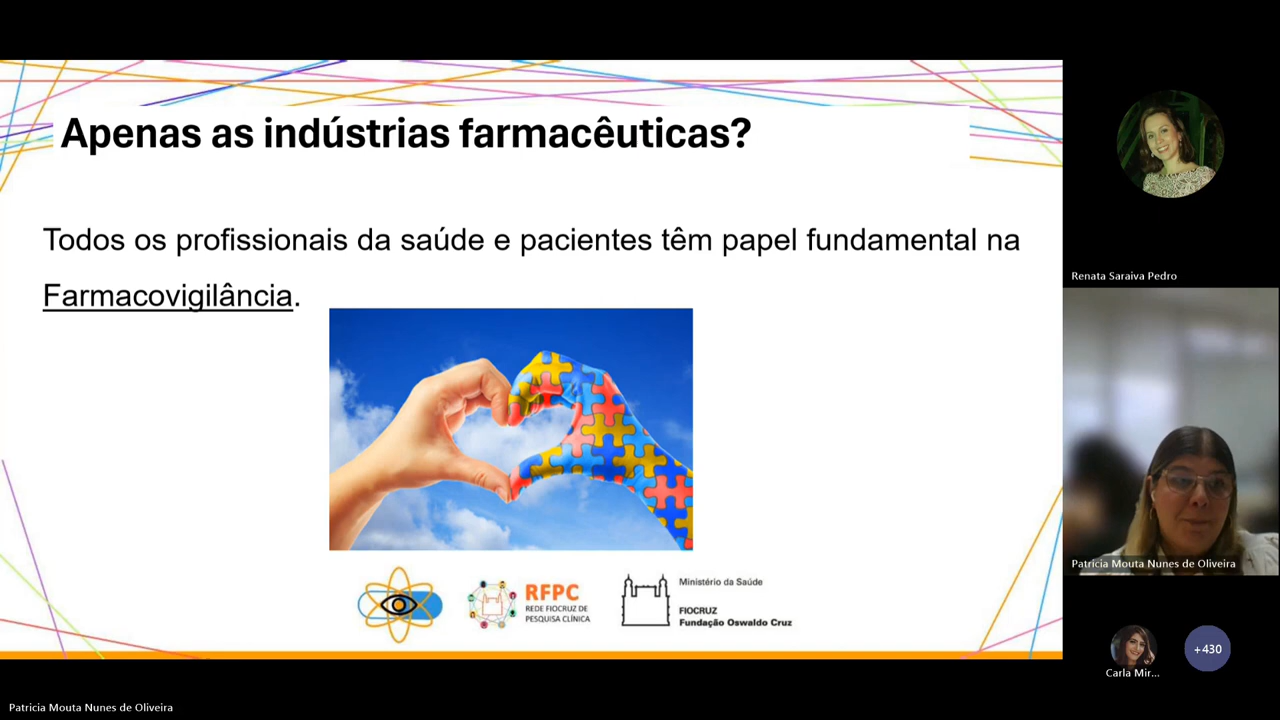 Apenas as indústrias farmacêuticas?
Todos os profissionais da saúde e pacientes têm papel fundamental na
Farmacovigilância.
RFPC
REDE FIOCRUZ DE
PESQUISA CLÍNICA
Ministério da Saúde
FIOCRUZ
Fundação Oswaldo Cruz
Renata Saraiva Pedro
Patricia Mouta Nunes de Oliveira
Carla Mir...
+430
Patricia Mouta Nunes de Oliveira